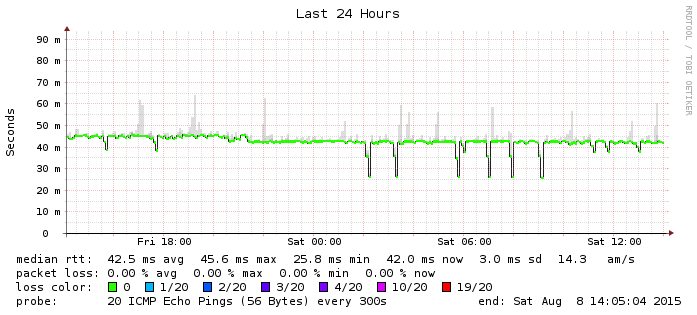 Last 24 Hours
RRDTOOL / TOBI OETIKER
Seconds
90 m
80 m
70 m
60 m
50 m
40 m
30 m
20 m
10 m
0
Fri 18:00 Sat 00:00 Sat 06:00 Sat 12:00
median rtt: 42.5 ms avg 45.6 ms max 25.8 ms min 42.0 ms now 3.0 ms sd 14.3 am/s
packet loss: 0.00 % avg 0.00 % max 0.00 % min 0.00 % now
loss color: 0 1/20 2/20 3/20 4/20 10/20 19/20
probe: 20 ICMP Echo Pings (56 Bytes) every 300s end: Sat Aug 8 14:05:04 2015